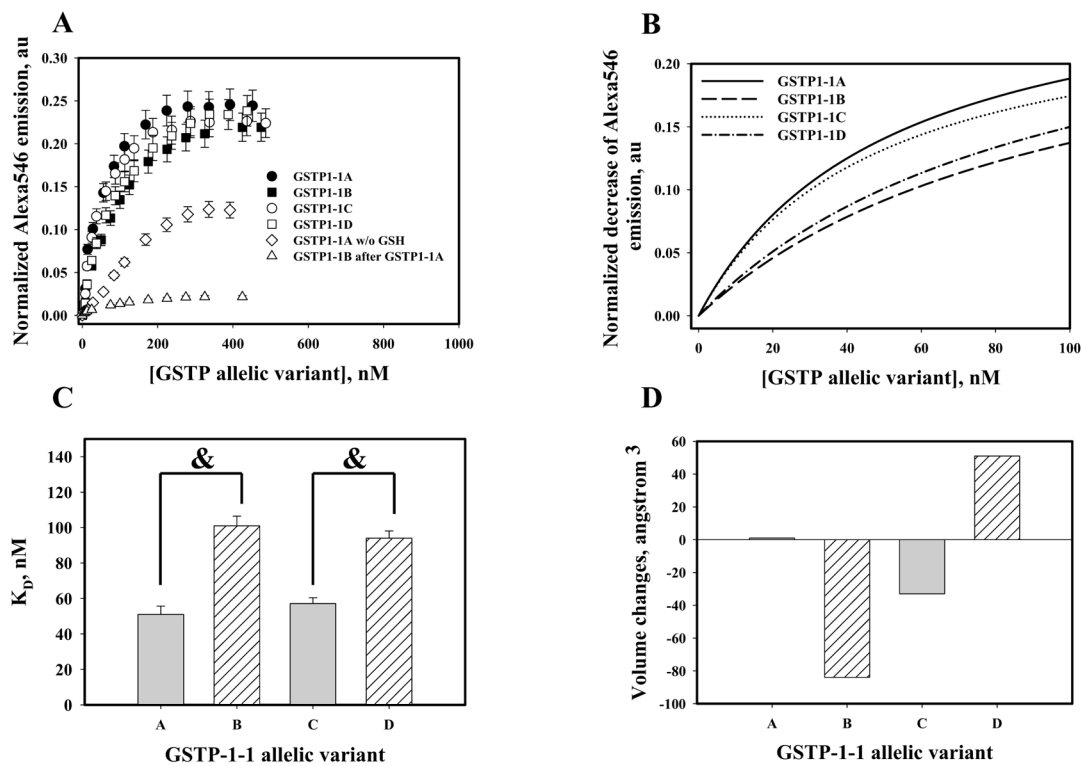 A
Normalized Alexa546 emission, au
0.30
0.25
0.20
0.15
0.10
0.05
0.00
GSTP1-1A
GSTP1-1B
GSTP1-1C
GSTP1-1D
GSTP1-1A w/o GSH
GSTP1-1B after GSTP1-1A
0 200 400 600 800 1000
[GSTP allelic variant], nM
B
Normalized decrease of Alexa546
emission, au
0.20
0.15
0.10
0.05
0.00
GSTP1-1A
GSTP1-1B
GSTP1-1C
GSTP1-1D
0 20 40 60 80 100
[GSTP allelic variant], nM
C
K_D, nM
140
120
100
80
60
40
20
0
& &
A B C D
GSTP-1-1 allelic variant
D
Volume changes, angstrom 3
60
40
20
0
-20
-40
-60
-80
-100
A B C D
GSTP-1-1 allelic variant